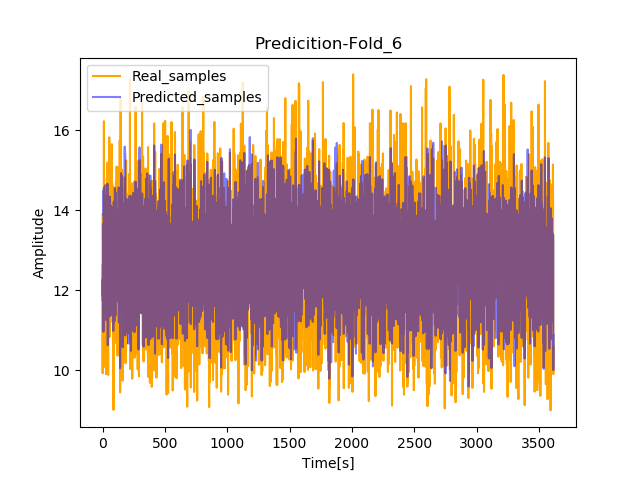 Predicition-Fold_6
Real_samples
Predicted_samples
16
14
12
10
Amplitude
0 500 1000 1500 2000 2500 3000 3500
Time[s]